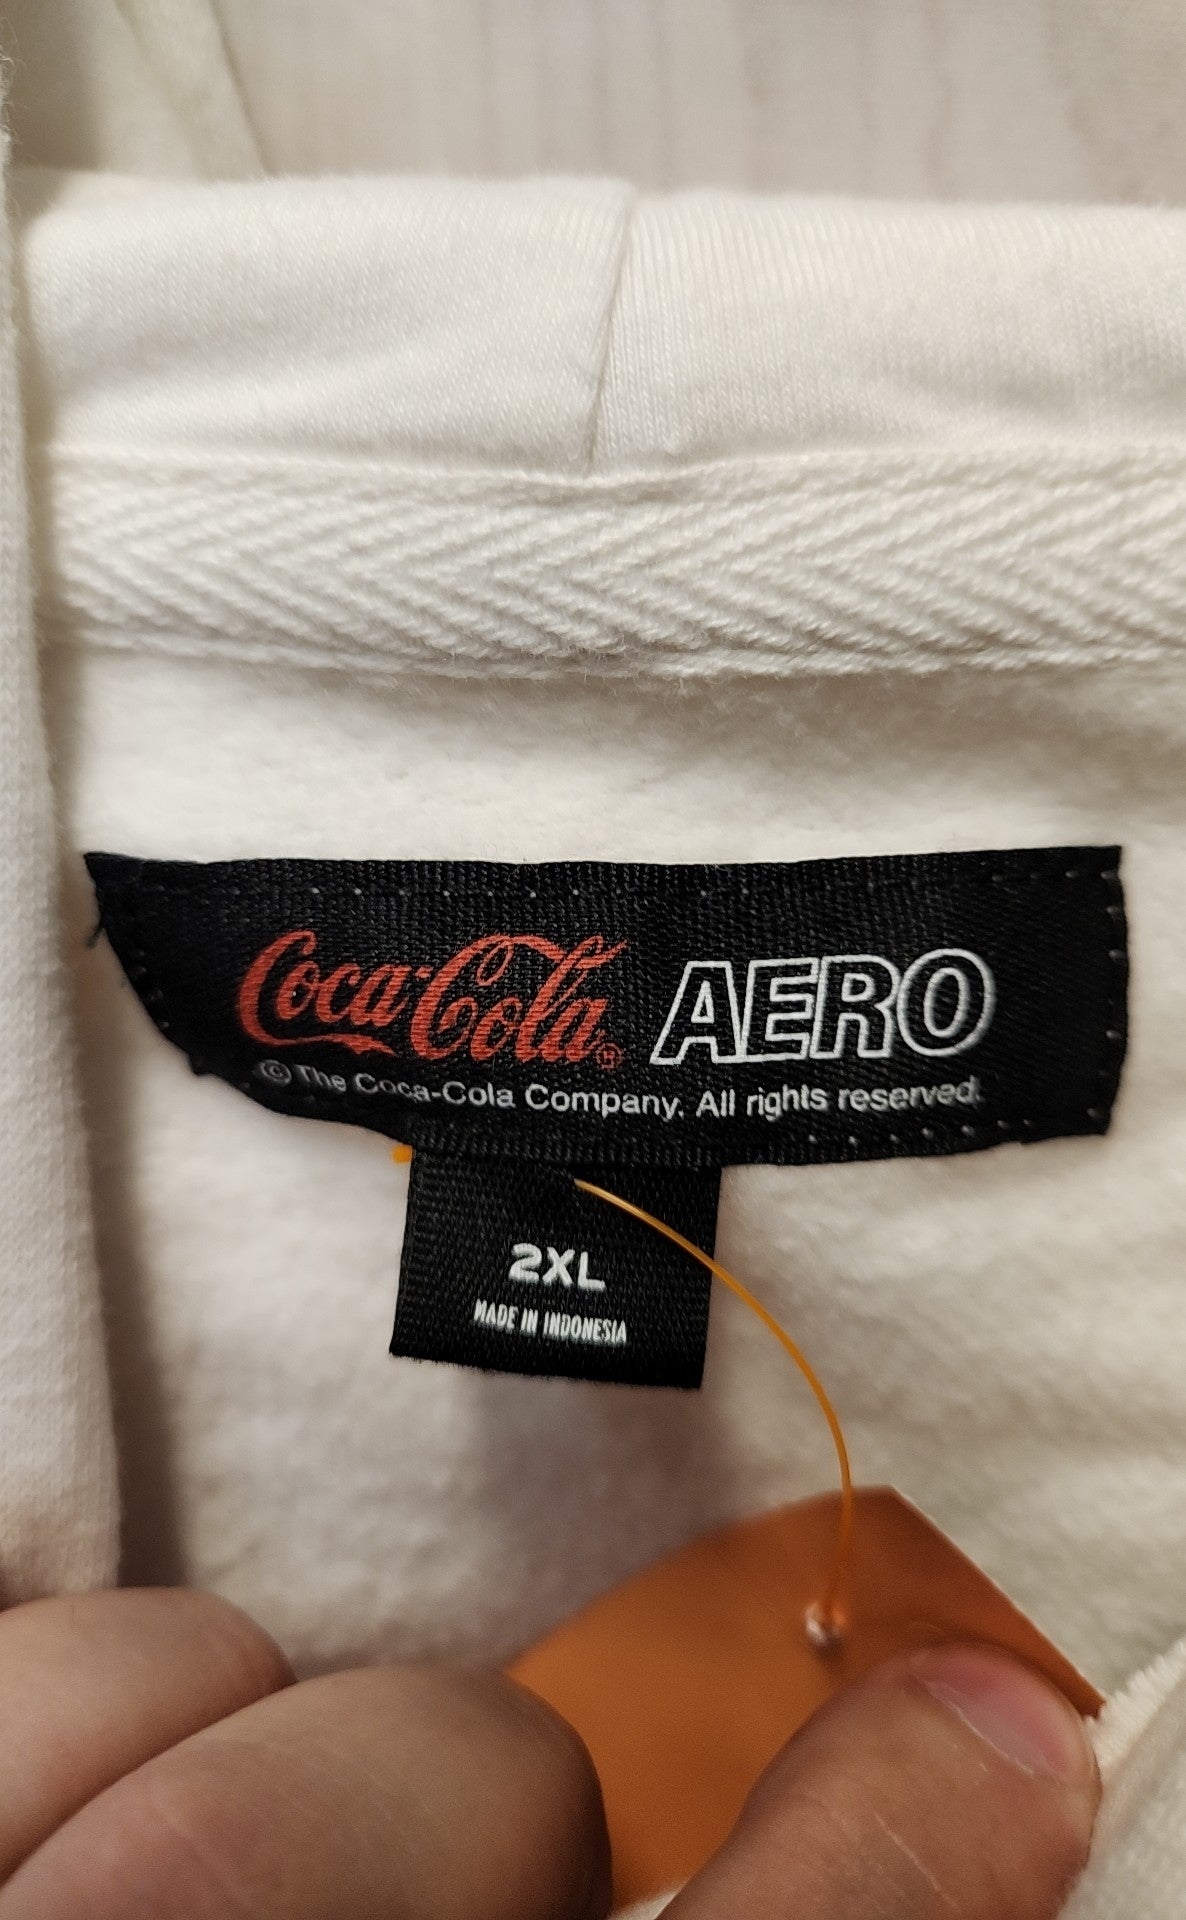 Coca-Cola® AERO
© The Coca-Cola Company. All rights reserved.
2XL
MADE IN INDONESIA